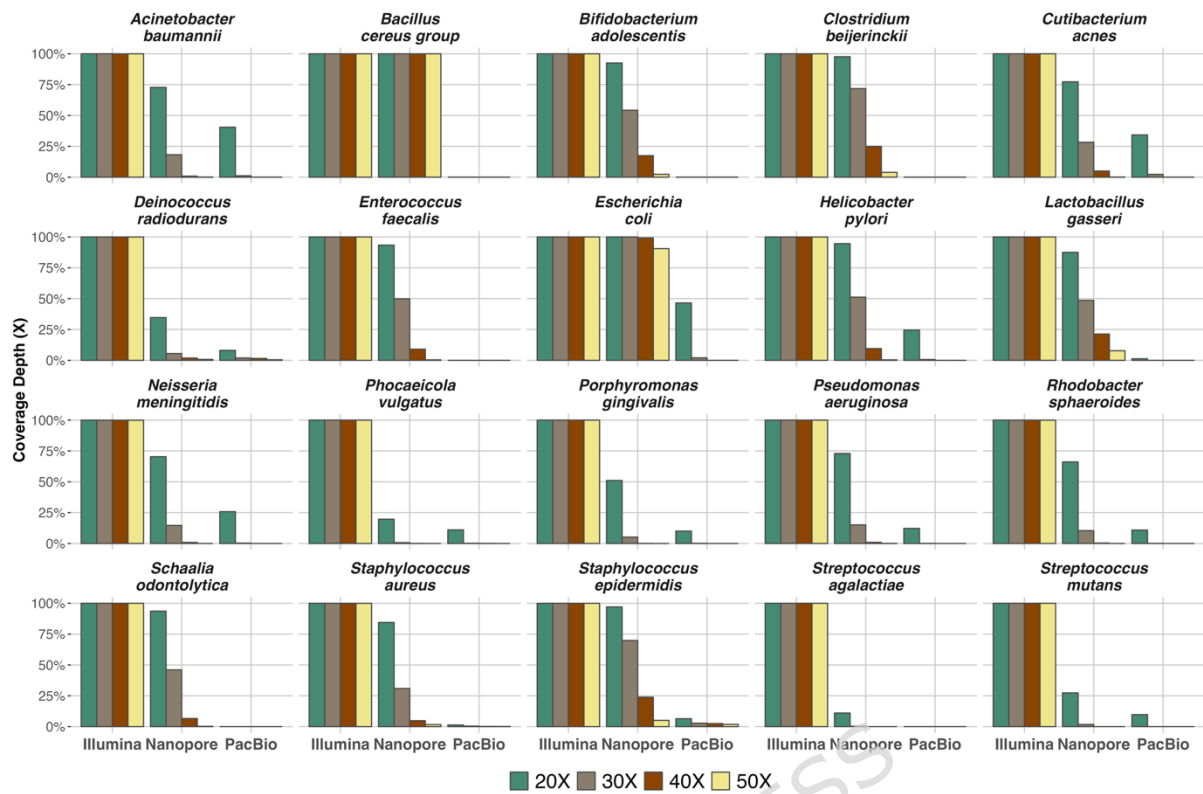 Acinetobacter baumannii
Bacillus cereus group
Bifidobacterium adolescentis
Clostridium beijerinckii
Cutibacterium acnes
100%
75%
50%
25%
0%
Deinococcus radiodurans
Enterococcus faecalis
Escherichia coli
Helicobacter pylori
Lactobacillus gasseri
100%
75%
50%
25%
0%
Coverage Depth (X)
Neisseria meningitidis
Phocaeicola vulgatus
Porphyromonas gingivalis
Pseudomonas aeruginosa
Rhodobacter sphaeroides
100%
75%
50%
25%
0%
Schaalia odontolytica
Staphylococcus aureus
Staphylococcus epidermidis
Streptococcus agalactiae
Streptococcus mutans
100%
75%
50%
25%
0%
Illumina Nanopore PacBio
Illumina Nanopore PacBio
Illumina Nanopore PacBio
Illumina Nanopore PacBio
Illumina Nanopore PacBio
20X 30X 40X 50X